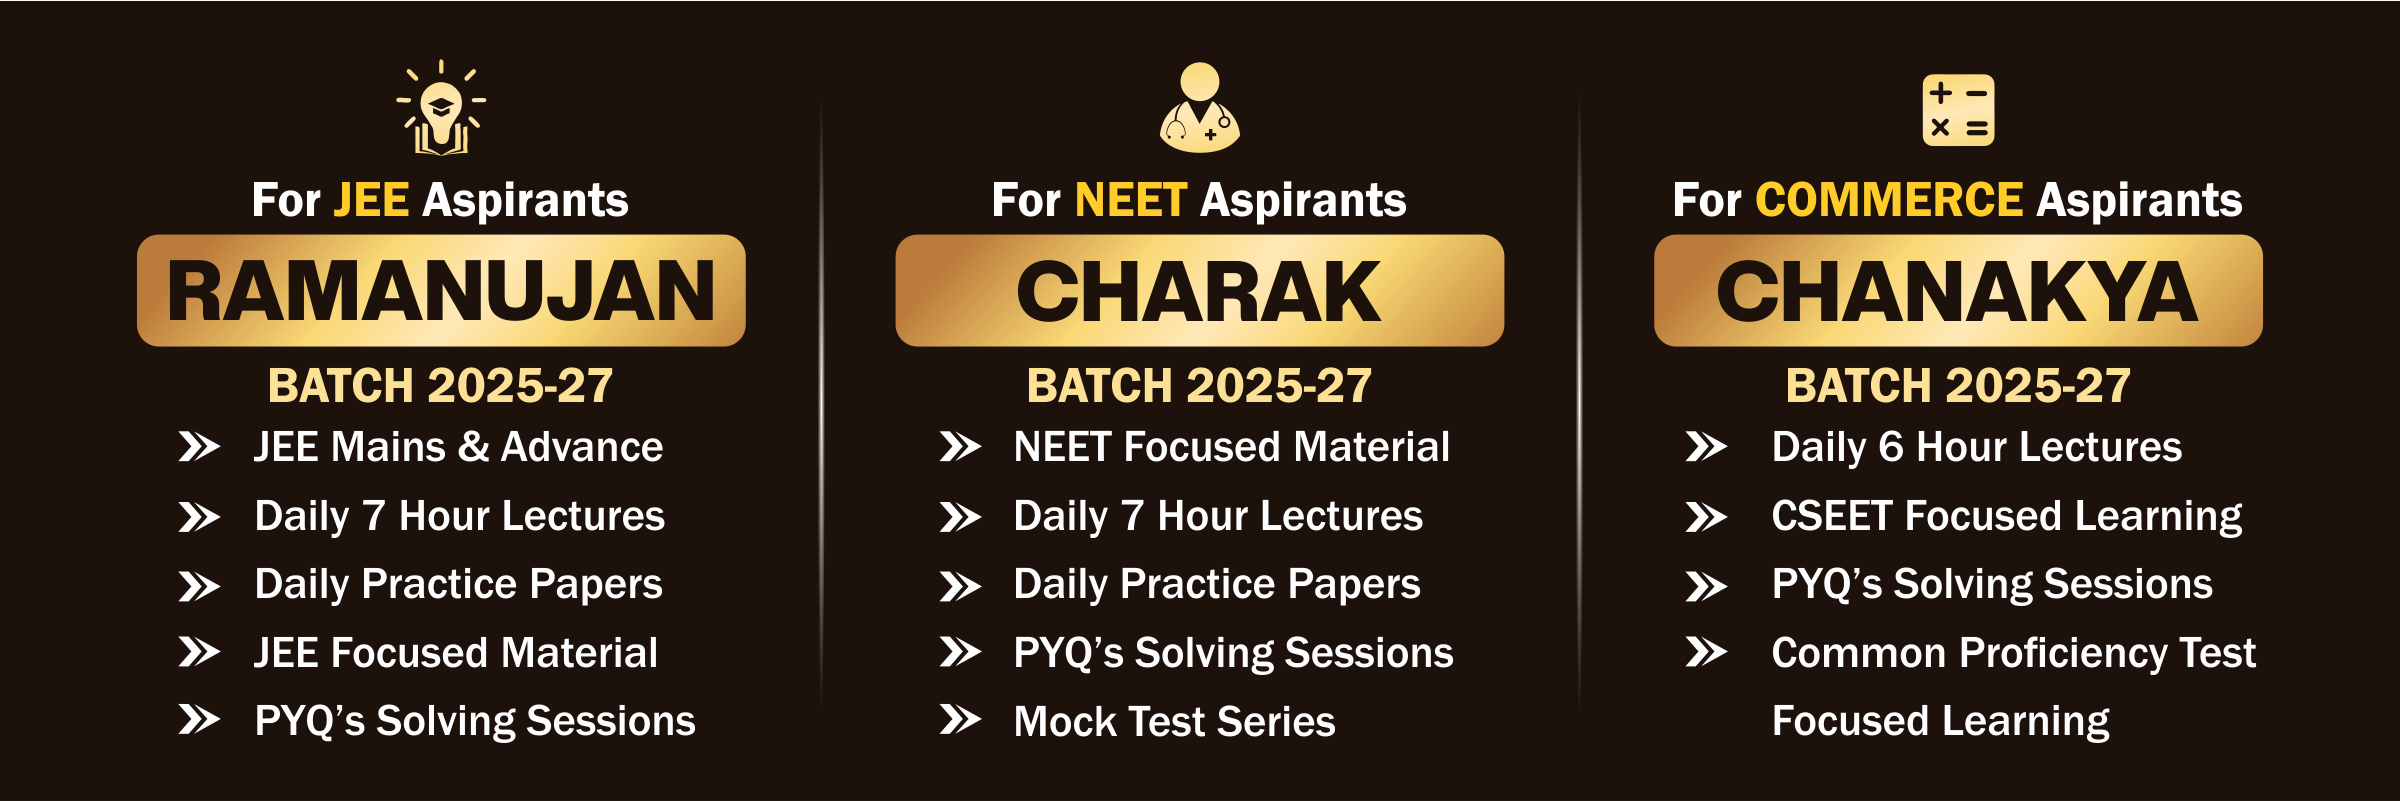 For JEE Aspirants
RAMANUJAN
BATCH 2025-27
JEE Mains & Advance
Daily 7 Hour Lectures
Daily Practice Papers
JEE Focused Material
PYQ’s Solving Sessions
For NEET Aspirants
CHARAK
BATCH 2025-27
NEET Focused Material
Daily 7 Hour Lectures
Daily Practice Papers
PYQ’s Solving Sessions
Mock Test Series
For COMMERCE Aspirants
CHANAKYA
BATCH 2025-27
Daily 6 Hour Lectures
CSEET Focused Learning
PYQ’s Solving Sessions
Common Proficiency Test
Focused Learning